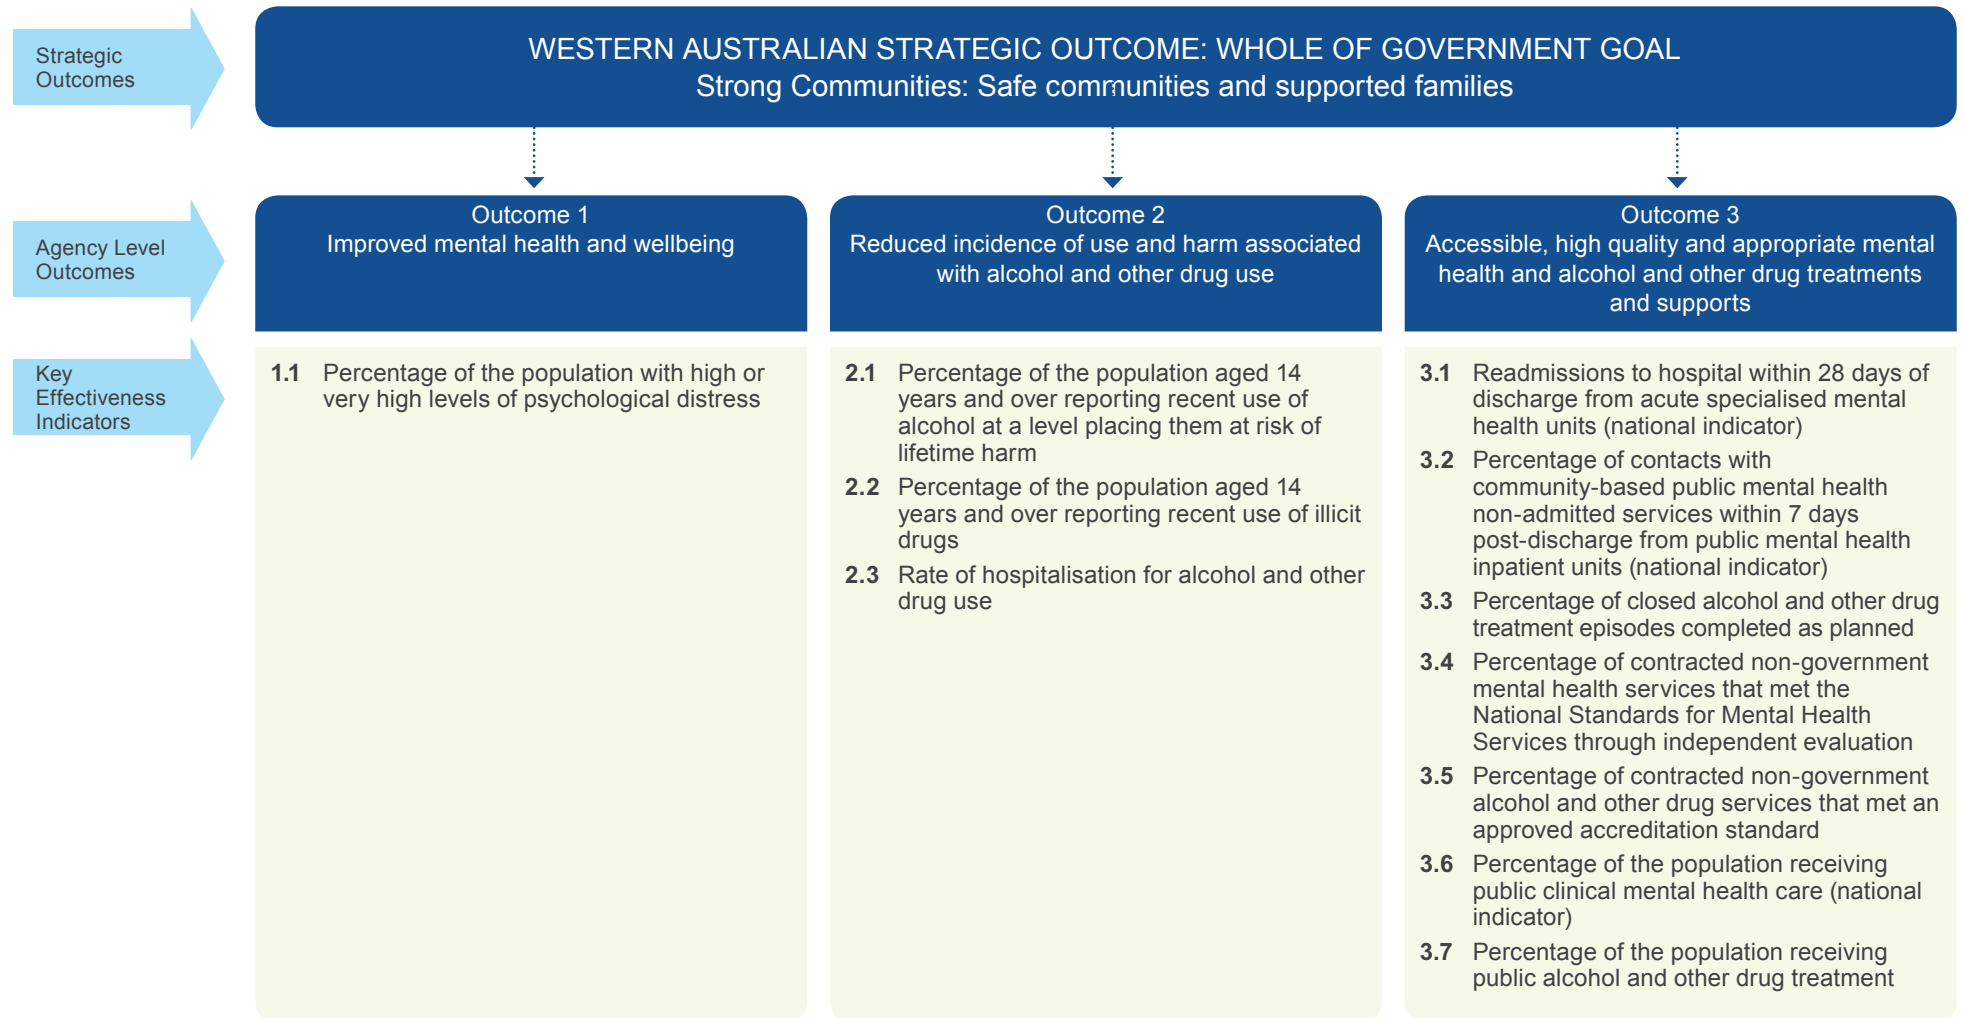 Strategic
Outcomes
WESTERN AUSTRALIAN STRATEGIC OUTCOME: WHOLE OF GOVERNMENT GOAL
Strong Communities: Safe communities and supported families
Agency Level
Outcomes
Outcome 1
Improved mental health and wellbeing
Outcome 2
Reduced incidence of use and harm associated
with alcohol and other drug use
Outcome 3
Accessible, high quality and appropriate mental
health and alcohol and other drug treatments
and supports
Key
Effectiveness
Indicators
1.1 Percentage of the population with high or
very high levels of psychological distress
2.1 Percentage of the population aged 14
years and over reporting recent use of
alcohol at a level placing them at risk of
lifetime harm
2.2 Percentage of the population aged 14
years and over reporting recent use of illicit
drugs
2.3 Rate of hospitalisation for alcohol and other
drug use
3.1 Readmissions to hospital within 28 days of
discharge from acute specialised mental
health units (national indicator)
3.2 Percentage of contacts with
community-based public mental health
non-admitted services within 7 days
post-discharge from public mental health
inpatient units (national indicator)
3.3 Percentage of closed alcohol and other drug
treatment episodes completed as planned
3.4 Percentage of contracted non-government
mental health services that met the
National Standards for Mental Health
Services through independent evaluation
3.5 Percentage of contracted non-government
alcohol and other drug services that met an
approved accreditation standard
3.6 Percentage of the population receiving
public clinical mental health care (national
indicator)
3.7 Percentage of the population receiving
public alcohol and other drug treatment